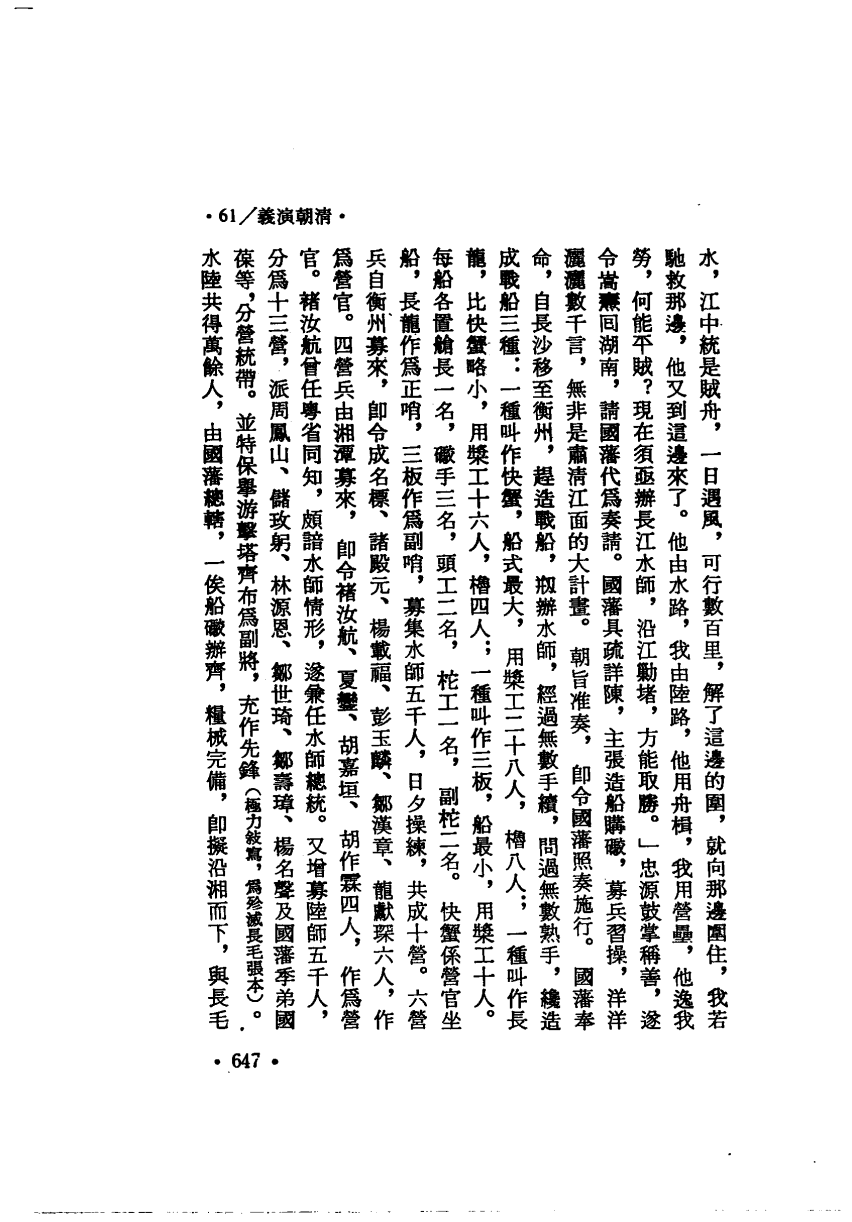 •61／義演朝清•
水，江中統是賊舟，一日遇風，可行數百里，解了這邊的圍，就向那邊圍住，我若
馳救那邊，他又到這邊來了。他由水路，我由陸路，他用舟楫，我用營壘，他逸我
勞，何能平賊？現在須亟辦長江水師，沿江勦堵，方能取勝。」忠源鼓掌稱善，遂
令嵩燾囘湖南，請國藩代爲奏請。國藩具疏詳陳，主張造船購礮，募兵習操，洋洋
灑灑數千言，無非是肅清江面的大計畫。朝旨准奏，卽令國藩照奏施行。國藩奉
命，自長沙移至衡州，趕造戰船，剏辦水師，經過無數手續，問過無數熟手，纔造
成戰船三種：一種叫作快蟹，船式最大，用槳工二十八人，櫓八人；一種叫作長
龍，比快蟹略小，用槳工十六人，櫓四人；一種叫作三板，船最小，用槳工十人。
每船各置艙長一名，礮手三名，頭工二名，柁工一名，副柁二名。快蟹係營官坐
船，長龍作爲正哨，三板作爲副哨，募集水師五千人，日夕操練，共成十營。六營
兵自衡州募來，卽令成名標、諸殿元、楊載福、彭玉麟、鄒漢章、龍獻琛六人，作
爲營官。四營兵由湘潭募來，卽令褚汝航、夏鑾、胡嘉垣、胡作霖四人，作爲營
官。褚汝航曾任粵省同知，頗諳水師情形，遂兼任水師總統。又增募陸師五千人，
分爲十三營，派周鳳山、儲玫躬、林源恩、鄒世琦、鄒壽璋、楊名聲及國藩季弟國
葆等，分營統帶。並特保舉游擊塔齊布爲副將，充作先鋒（極力敍寫，爲殄滅長毛張本）。
水陸共得萬餘人，由國藩總轄，一俟船礮辦齊，糧械完備，卽擬沿湘而下，與長毛
•647•